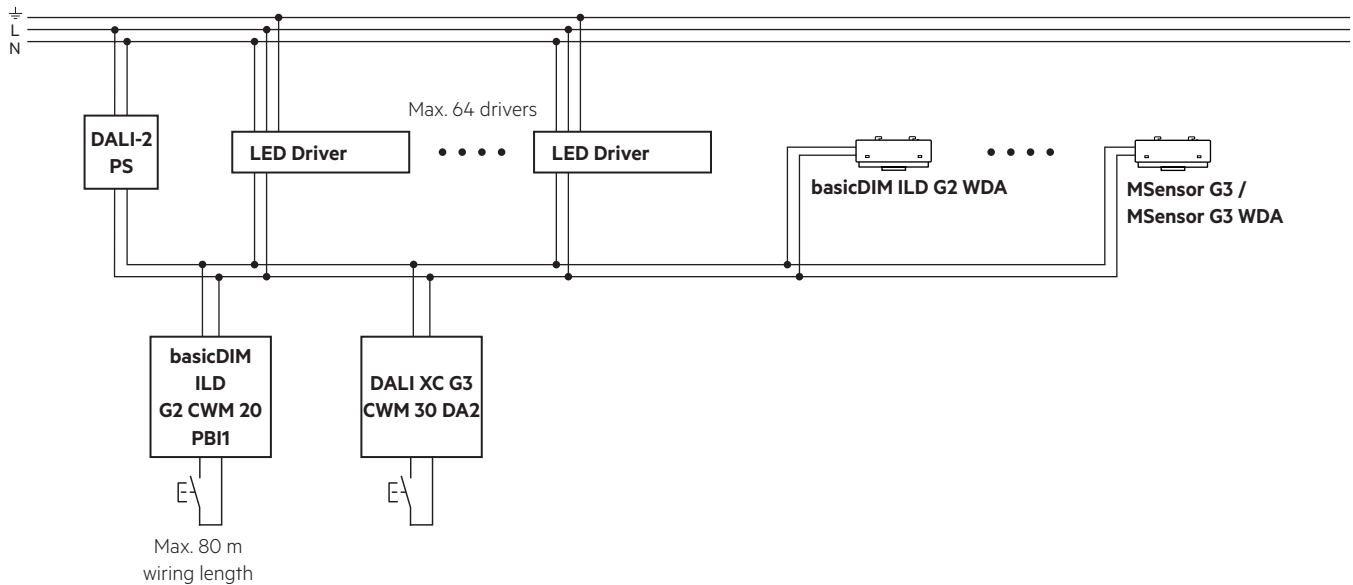 L
N
Max. 64 drivers
DALI-2
PS
LED Driver
LED Driver
basicDIM ILD G2 WDA
MSensor G3 /
MSensor G3 WDA
basicDIM
ILD
G2 CWM 20
PBI1
DALI XC G3
CWM 30 DA2
Max. 80 m
wiring length